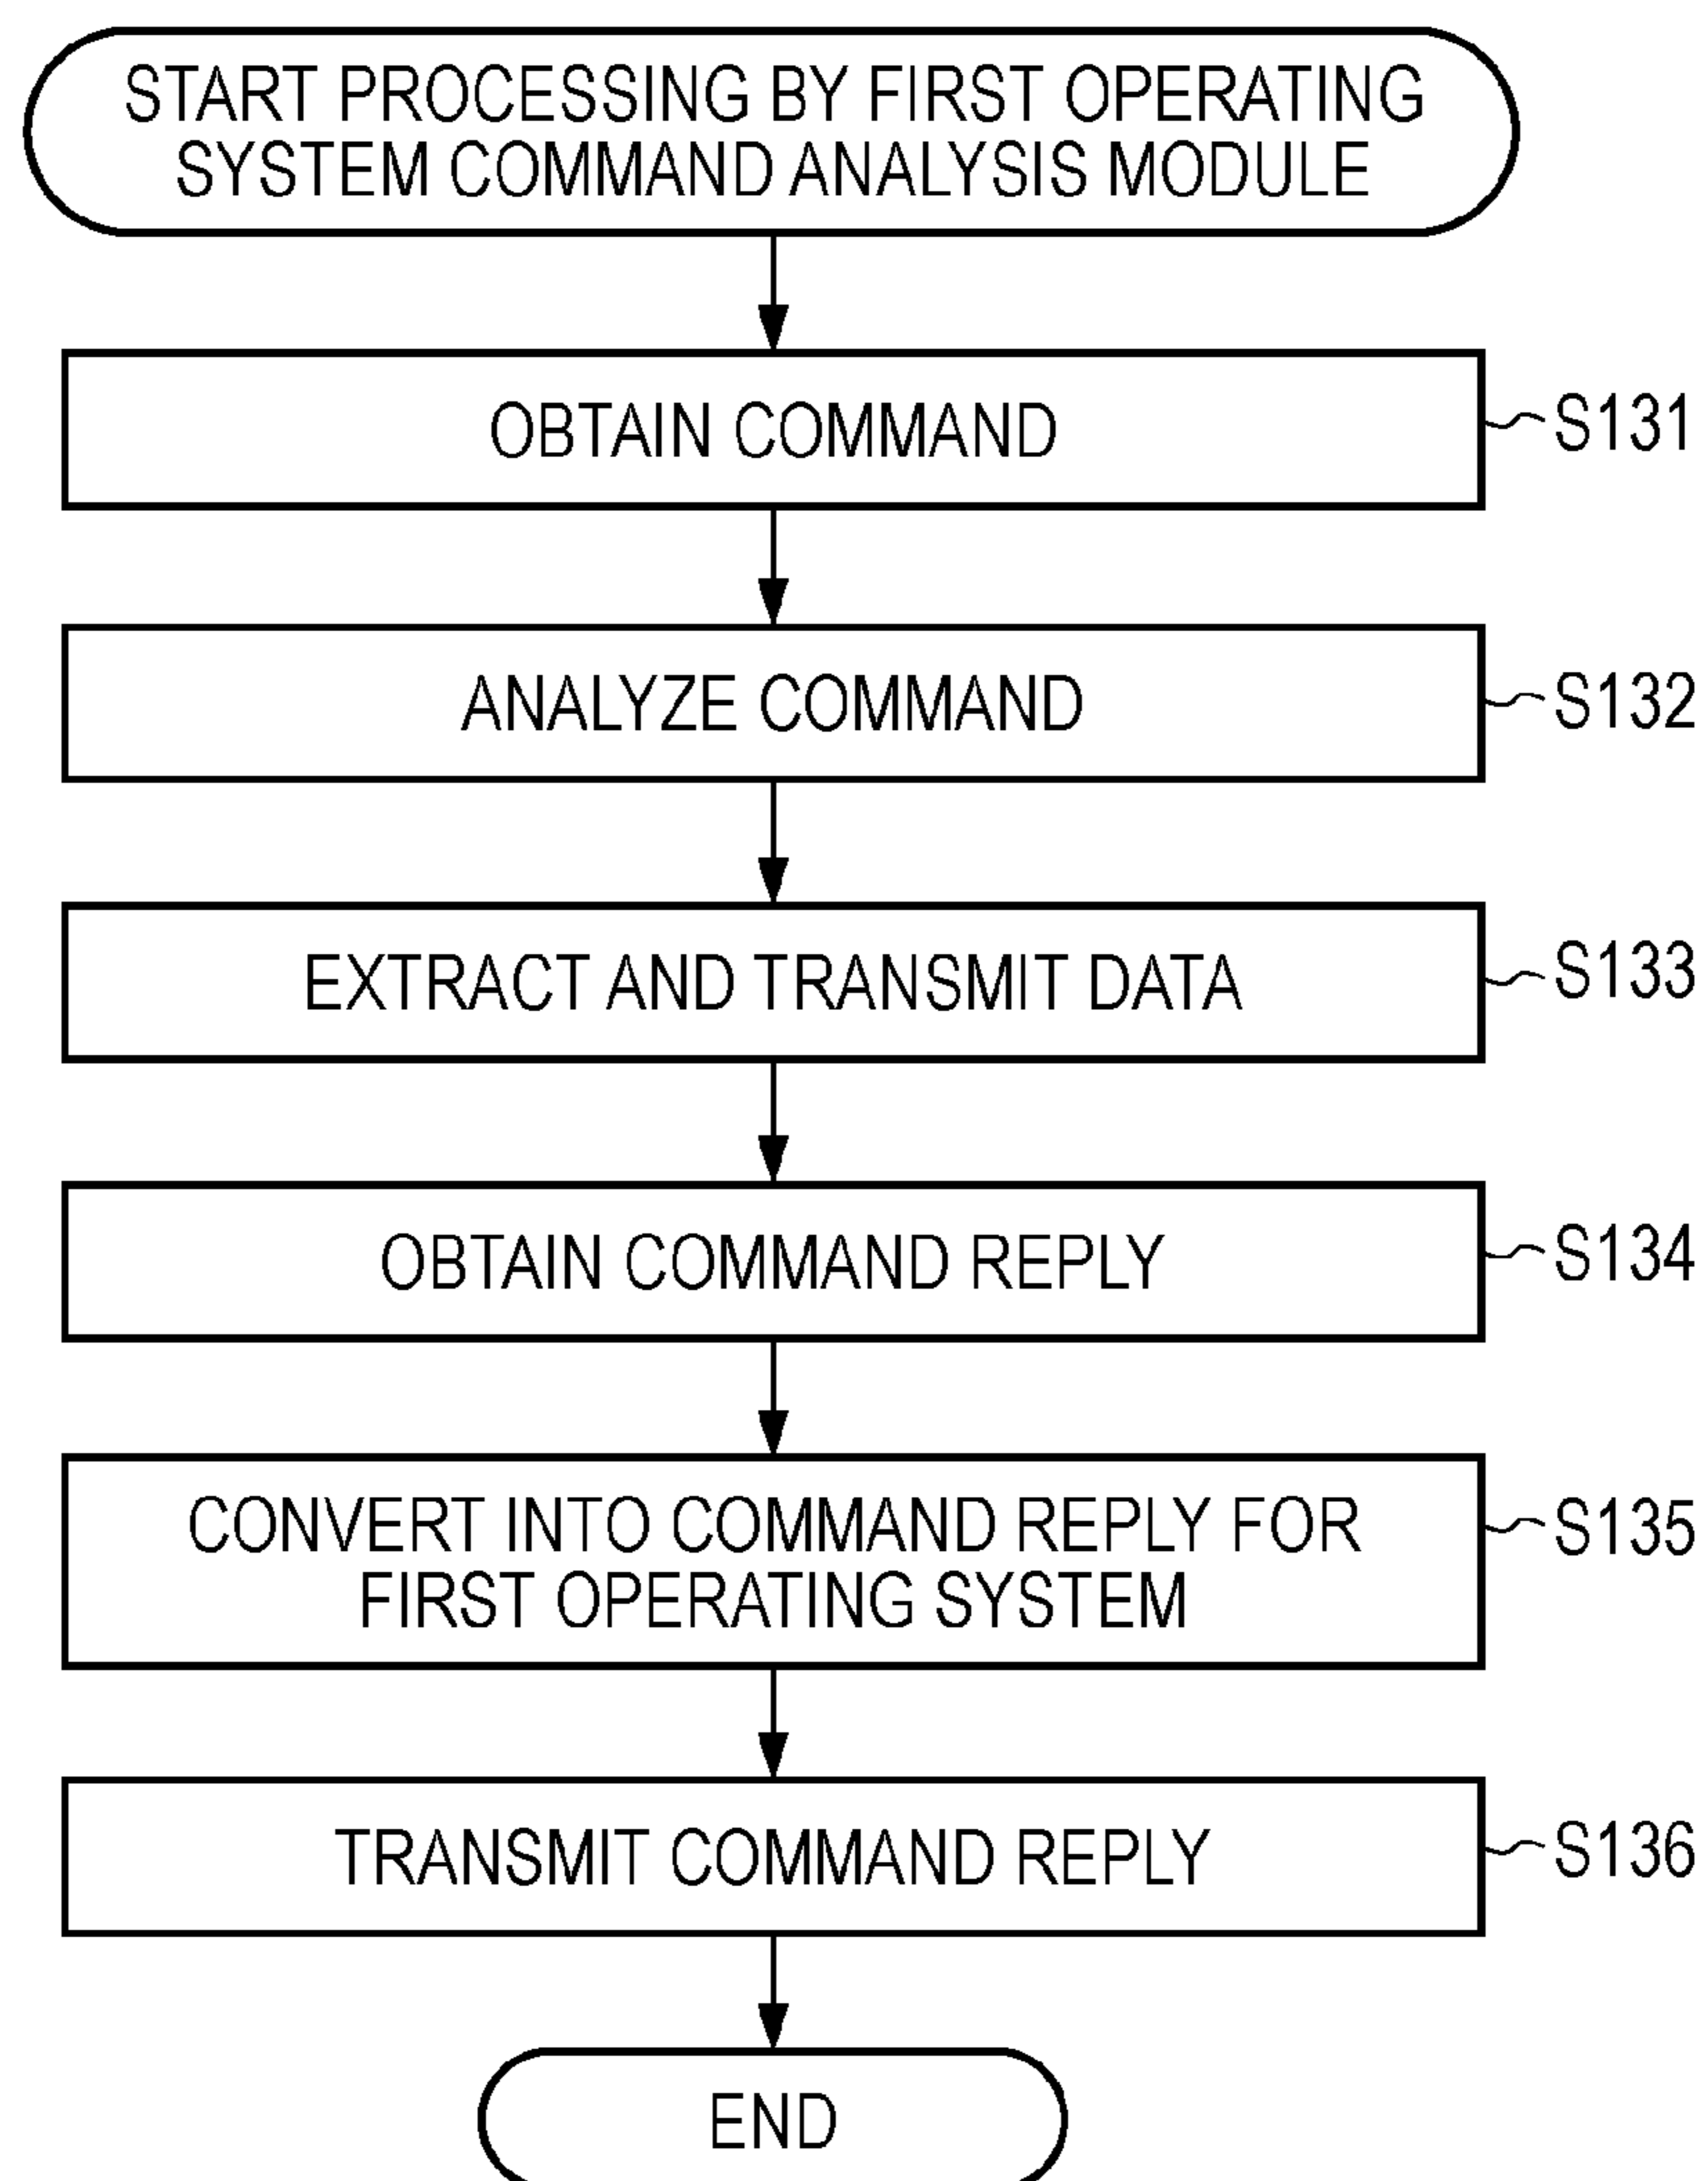 START PROCESSING BY FIRST OPERATING
SYSTEM COMMAND ANALYSIS MODULE
OBTAIN COMMAND
S131
ANALYZE COMMAND
S132
EXTRACT AND TRANSMIT DATA
S133
OBTAIN COMMAND REPLY
S134
CONVERT INTO COMMAND REPLY FOR
FIRST OPERATING SYSTEM
S135
TRANSMIT COMMAND REPLY
S136
END